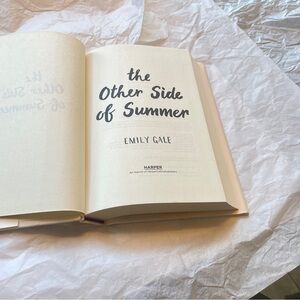 the
Other Side
of Summer
EMILY GALE
HARPER